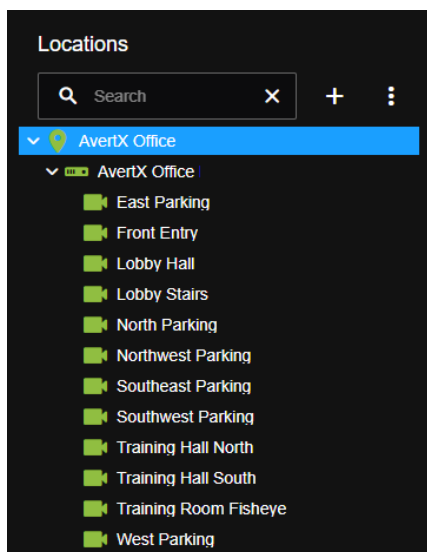 Locations
Search
AvertX Office
AvertX Office
East Parking
Front Entry
Lobby Hall
Lobby Stairs
North Parking
Northwest Parking
Southeast Parking
Southwest Parking
Training Hall North
Training Hall South
Training Room Fisheye
West Parking